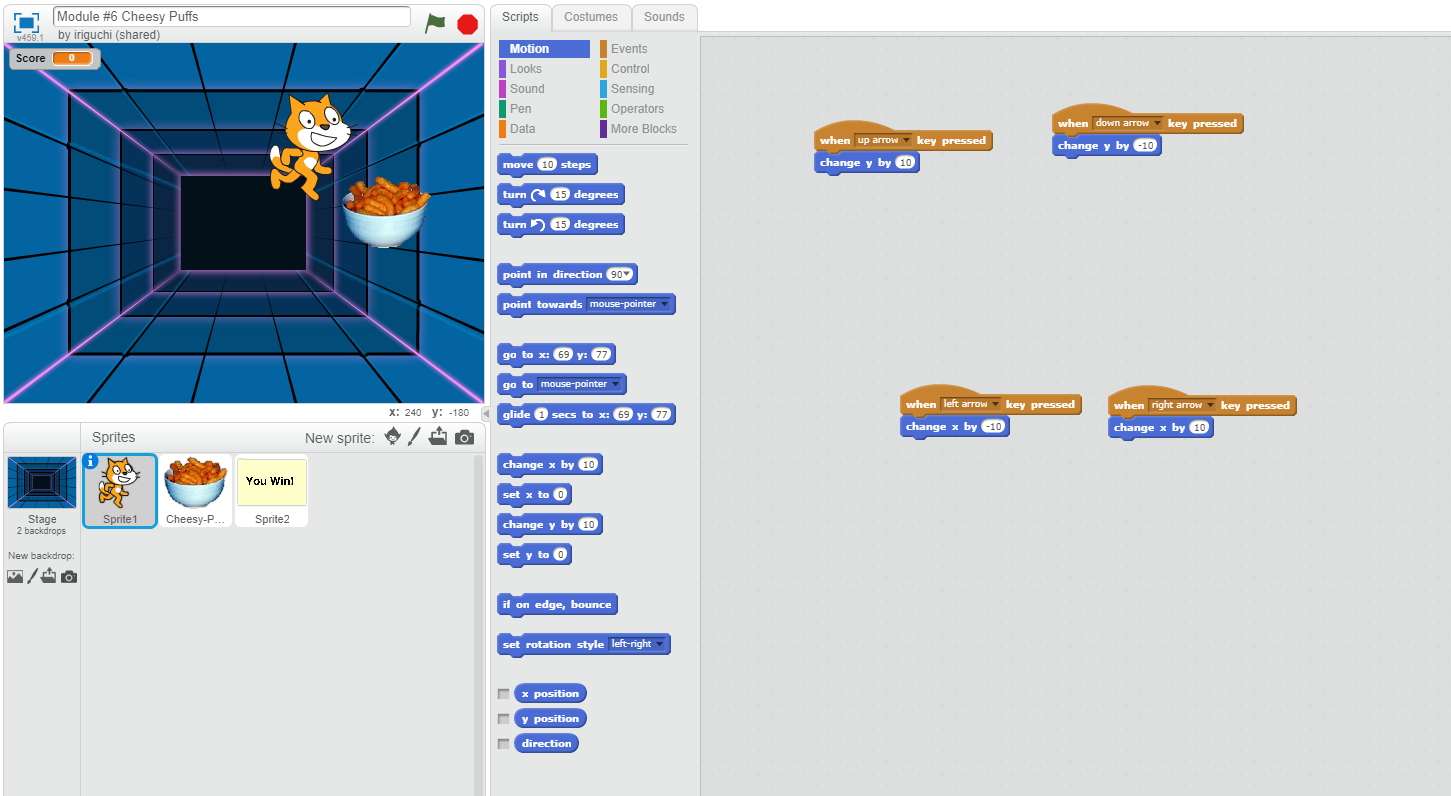 Module #6 Cheesy Puffs
by iriguchi (shared)
v459.1
Score 0
x: 240 y: -180
Sprites
New sprite:
Stage
2 backdrops
New backdrop:
Sprite1
Cheesy-P...
You Win!
Sprite2
Scripts
Costumes
Sounds
Motion
Events
Looks
Control
Sound
Sensing
Pen
Operators
Data
More Blocks
move 10 steps
turn 15 degrees
turn 15 degrees
point in direction 90
point towards mouse-pointer
go to x: 69 y: 77
go to mouse-pointer
glide 1 secs to x: 69 y: 77
change x by 10
set x to 0
change y by 10
set y to 0
if on edge, bounce
set rotation style left-right
x position
y position
direction
when up arrow key pressed
change y by 10
when down arrow key pressed
change y by -10
when left arrow key pressed
change x by -10
when right arrow key pressed
change x by 10